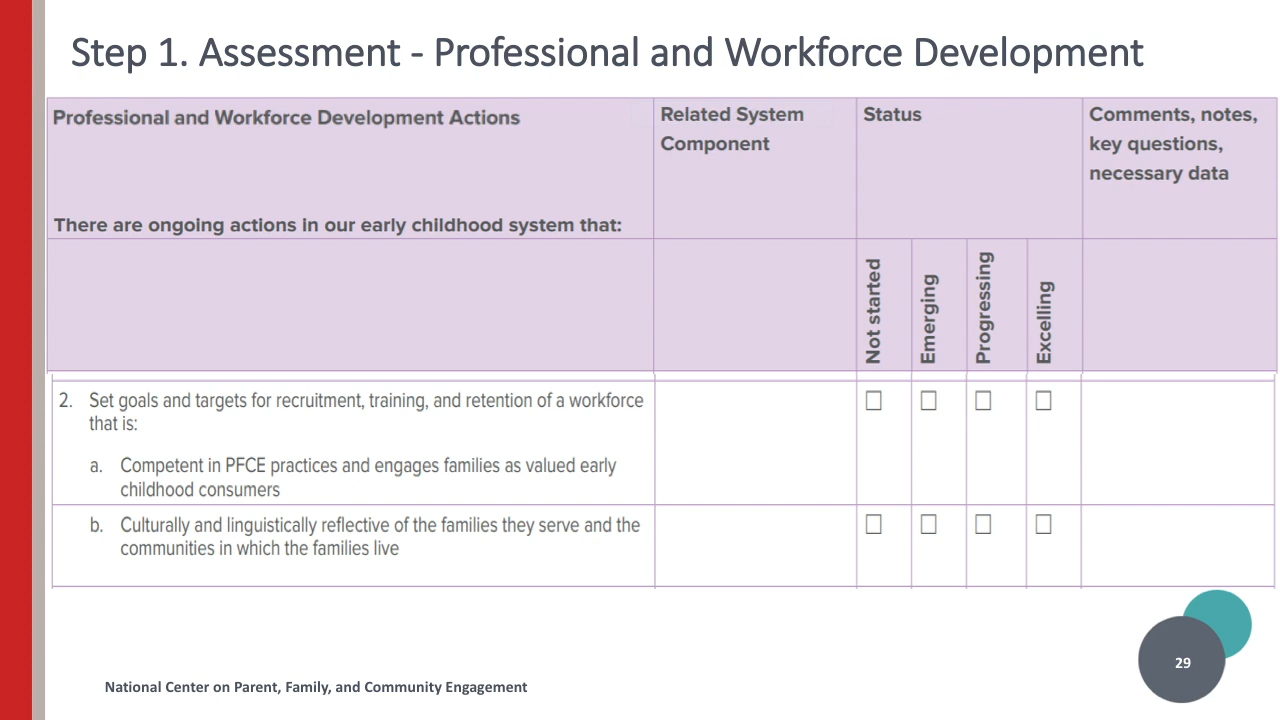 Step 1. Assessment - Professional and Workforce Development
Professional and Workforce Development Actions
There are ongoing actions in our early childhood system that:
Related System
Component
Status
Comments, notes,
key questions,
necessary data
Not started
Emerging
Progressing
Excelling
2. Set goals and targets for recruitment, training, and retention of a workforce
that is:
a. Competent in PFCE practices and engages families as valued early
childhood consumers
b. Culturally and linguistically reflective of the families they serve and the
communities in which the families live
29
National Center on Parent, Family, and Community Engagement